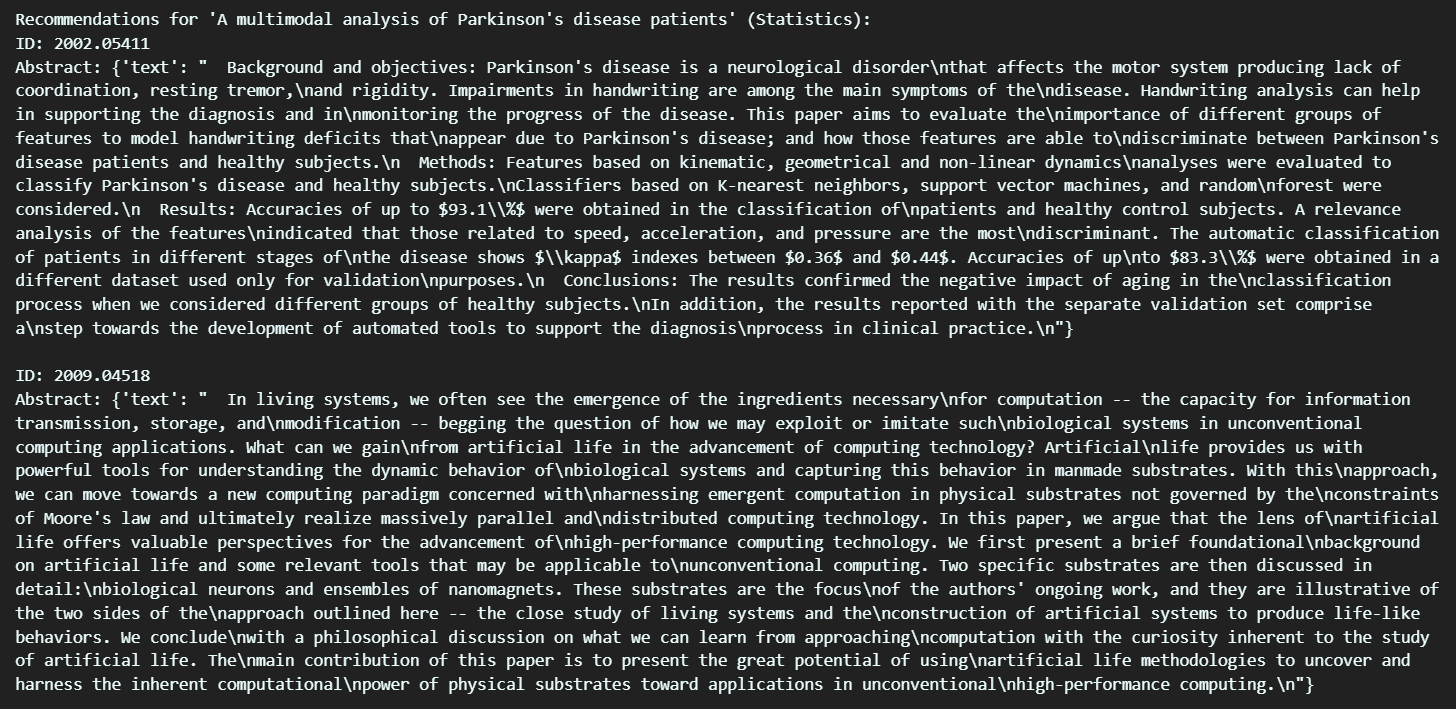 Recommendations for 'A multimodal analysis of Parkinson's disease patients' (Statistics):
ID: 2002.05411
Abstract: {'text': "  Background and objectives: Parkinson's disease is a neurological disorder\nthat affects the motor system producing lack of
coordination, resting tremor,\nand rigidity. Impairments in handwriting are among the main symptoms of the\ndisease. Handwriting analysis can help
in supporting the diagnosis and in\nmonitoring the progress of the disease. This paper aims to evaluate the\nimportance of different groups of
features to model handwriting deficits that\nappear due to Parkinson's disease; and how those features are able to\ndiscriminate between Parkinson's
disease patients and healthy subjects.\n  Methods: Features based on kinematic, geometrical and non-linear dynamics\nanalyses were evaluated to
classify Parkinson's disease and healthy subjects.\nClassifiers based on K-nearest neighbors, support vector machines, and random\nforest were
considered.\n  Results: Accuracies of up to $93.1\\%$ were obtained in the classification of\npatients and healthy control subjects. A relevance
analysis of the features\nindicated that those related to speed, acceleration, and pressure are the most\ndiscriminant. The automatic classification
of patients in different stages of\nthe disease shows $\\kappa$ indexes between $0.36$ and $0.44$. Accuracies of up\nto $83.3\\%$ were obtained in a
different dataset used only for validation\npurposes.\n  Conclusions: The results confirmed the negative impact of aging in the\nclassification
process when we considered different groups of healthy subjects.\nIn addition, the results reported with the separate validation set comprise
a\nstep towards the development of automated tools to support the diagnosis\nprocess in clinical practice.\n"}
ID: 2009.04518
Abstract: {'text': "  In living systems, we often see the emergence of the ingredients necessary\nfor computation -- the capacity for information
transmission, storage, and\nmodification -- begging the question of how we may exploit or imitate such\nbiological systems in unconventional
computing applications. What can we gain\nfrom artificial life in the advancement of computing technology? Artificial\nlife provides us with
powerful tools for understanding the dynamic behavior of\nbiological systems and capturing this behavior in manmade substrates. With this\napproach,
we can move towards a new computing paradigm concerned with\nharnessing emergent computation in physical substrates not governed by the\nconstraints
of Moore's law and ultimately realize massively parallel and\ndistributed computing technology. In this paper, we argue that the lens of\nartificial
life offers valuable perspectives for the advancement of\nhigh-performance computing technology. We first present a brief foundational\nbackground
on artificial life and some relevant tools that may be applicable to\nunconventional computing. Two specific substrates are then discussed in
detail:\nbiological neurons and ensembles of nanomagnets. These substrates are the focus\nof the authors' ongoing work, and they are illustrative of
the two sides of the\napproach outlined here -- the close study of living systems and the\nconstruction of artificial systems to produce life-like
behaviors. We conclude\nwith a philosophical discussion on what we can learn from approaching\ncomputation with the curiosity inherent to the study
of artificial life. The\nmain contribution of this paper is to present the great potential of using\nartificial life methodologies to uncover and
harness the inherent computational\npower of physical substrates toward applications in unconventional\nhigh-performance computing.\n"}